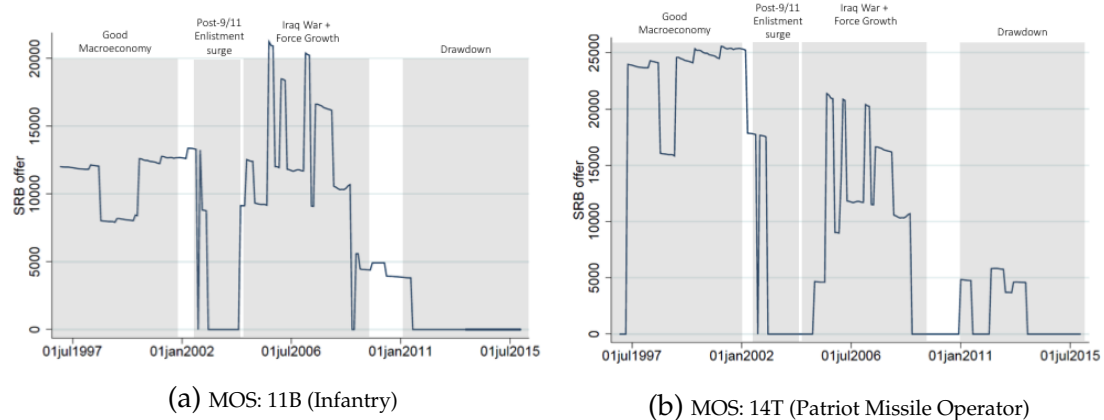 Good
Macroeconomy
Post-9/11
Enlistment
surge
Iraq War +
Force Growth
Drawdown
SRB offer
20000
15000
10000
5000
0
01jul1997
01jan2002
01jul2006
01jan2011
01jul2015
(a) MOS: 11B (Infantry)
Good
Macroeconomy
Post-9/11
Enlistment
surge
Iraq War +
Force Growth
Drawdown
SRB offer
25000
20000
15000
10000
5000
0
01jul1997
01jan2002
01jul2006
01jan2011
01jul2015
(b) MOS: 14T (Patriot Missile Operator)